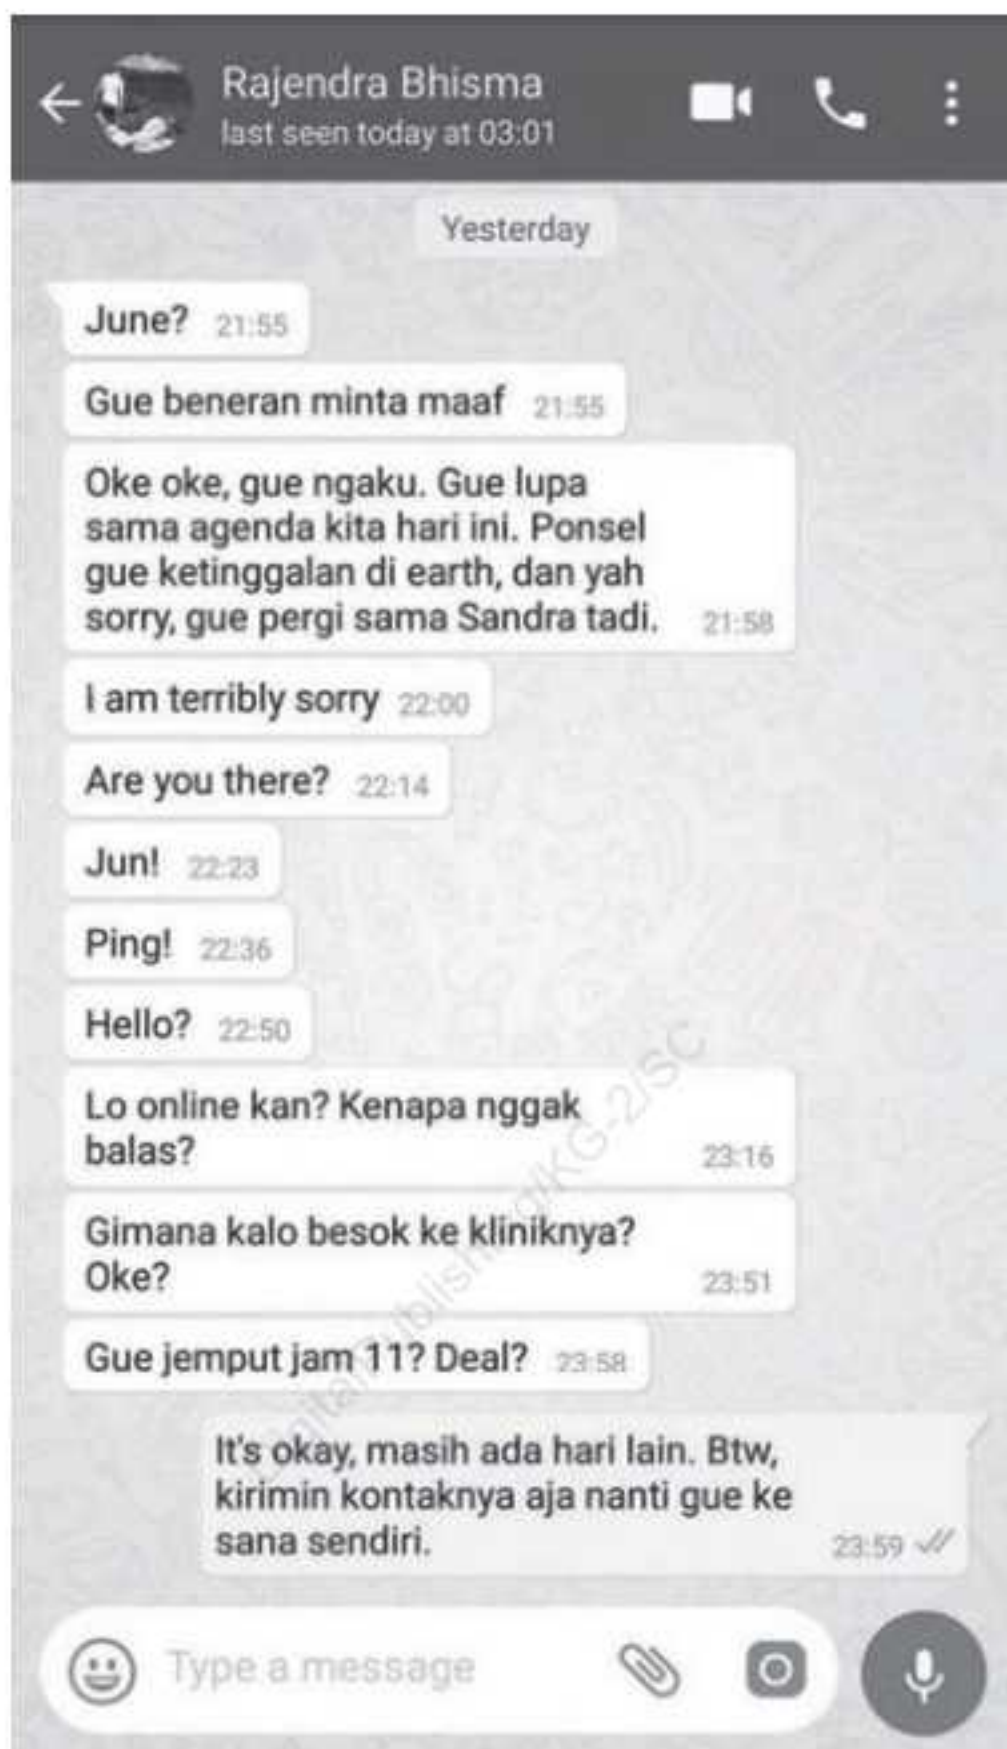 Rajendra Bhisma
last seen today at 03:01
Yesterday
June? 21:55
Gue beneran minta maaf 21:55
Oke oke, gue ngaku. Gue lupa
sama agenda kita hari ini. Ponsel
gue ketinggalan di earth, dan yah
sorry, gue pergi sama Sandra tadi. 21:58
I am terribly sorry 22:00
Are you there? 22:14
Jun! 22:23
Ping! 22:36
Hello? 22:50
Lo online kan? Kenapa nggak
balas? 23:16
Gimana kalo besok ke kliniknya?
Oke? 23:51
Gue jemput jam 11? Deal? 23:58
It's okay, masih ada hari lain. Btw,
kirimin kontaknya aja nanti gue ke
sana sendiri. 23:59
Type a message